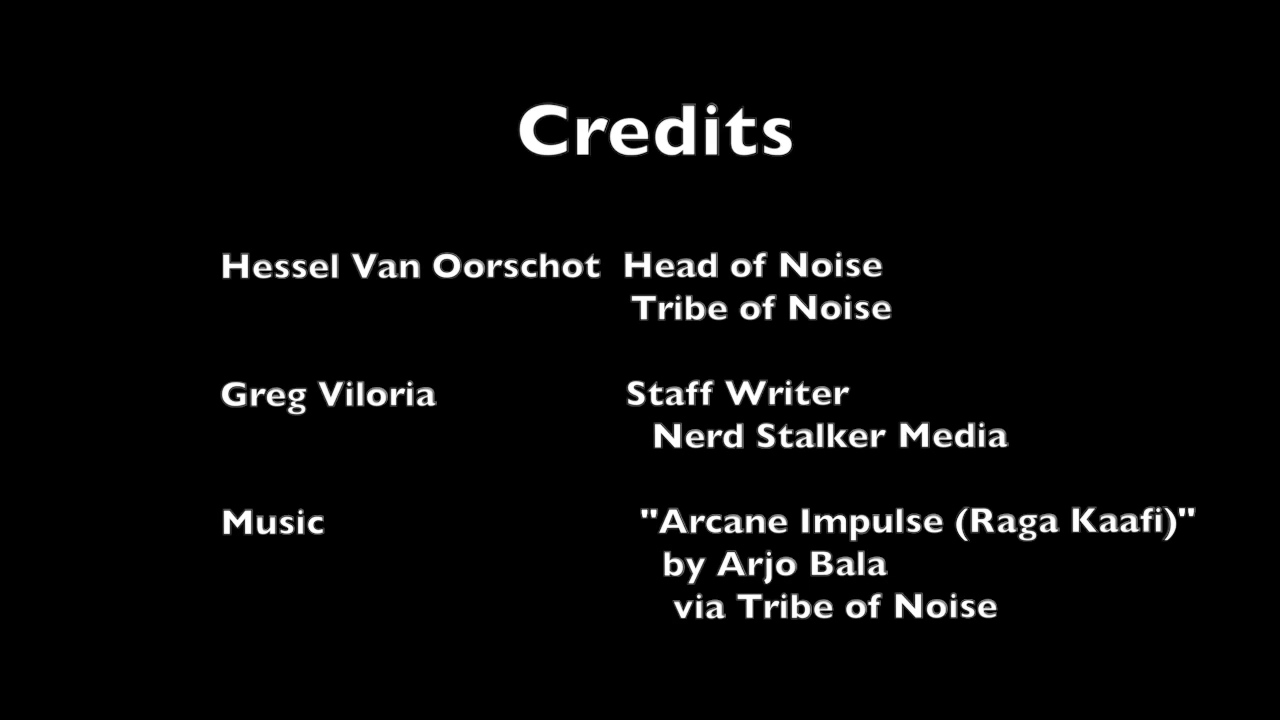 Credits
Hessel Van Oorschot Head of Noise
Tribe of Noise
Greg Viloria Staff Writer
Nerd Stalker Media
Music "Arcane Impulse (Raga Kaafi)"
by Arjo Bala
via Tribe of Noise